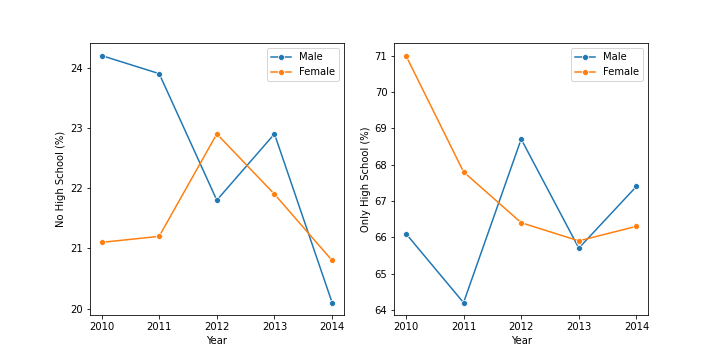 No High School (%)
24
23
22
21
20
2010 2011 2012 2013 2014
Year
Male
Female
Only High School (%)
71
70
69
68
67
66
65
64
2010 2011 2012 2013 2014
Year
Male
Female